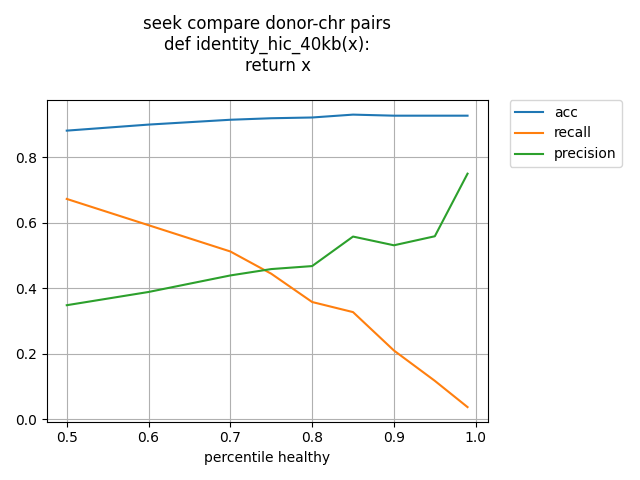 seek compare donor-chr pairs
def identity_hic_40kb(x):
return x
acc
recall
precision
0.8
0.6
0.4
0.2
0.0
0.5 0.6 0.7 0.8 0.9 1.0
percentile healthy